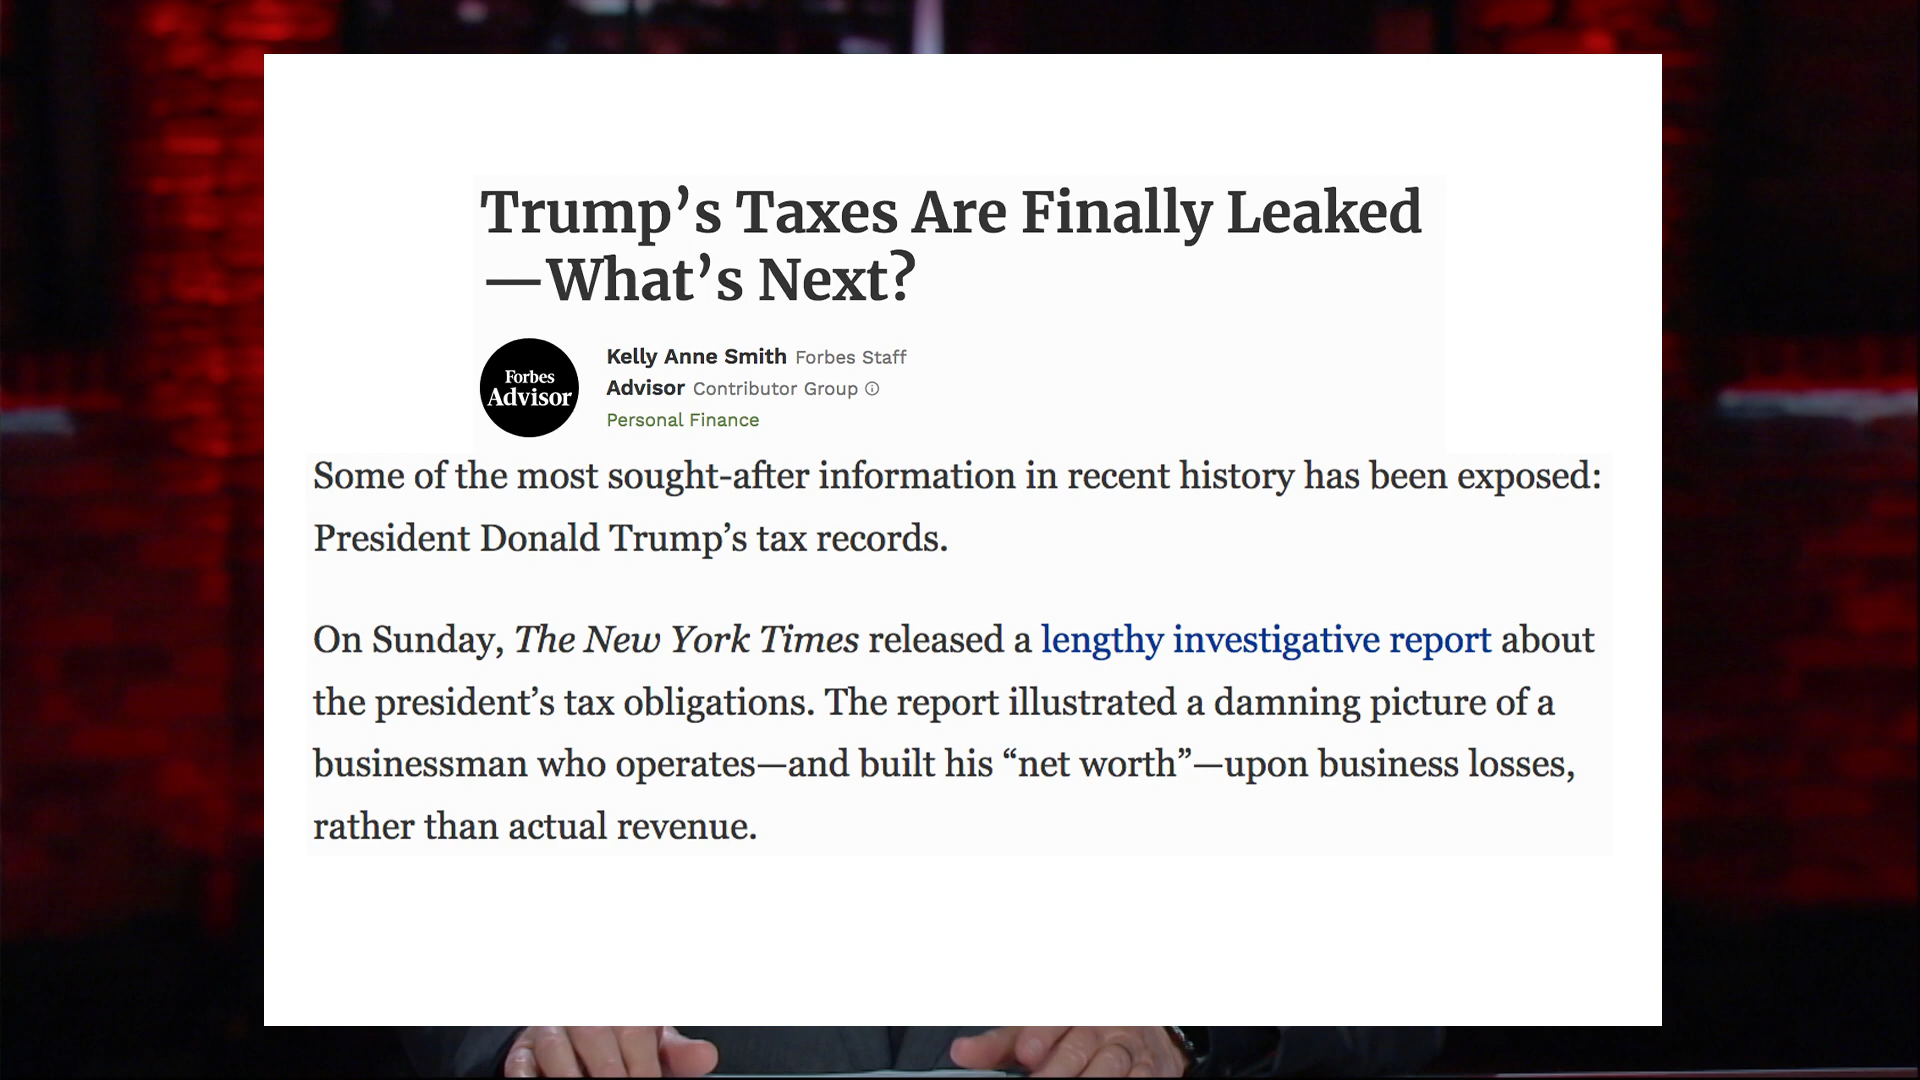 Trump’s Taxes Are Finally Leaked
—What’s Next?
Forbes
Advisor
Kelly Anne Smith Forbes Staff
Advisor Contributor Group
Personal Finance
Some of the most sought-after information in recent history has been exposed:
President Donald Trump’s tax records.
On Sunday, The New York Times released a lengthy investigative report about
the president’s tax obligations. The report illustrated a damning picture of a
businessman who operates—and built his “net worth”—upon business losses,
rather than actual revenue.